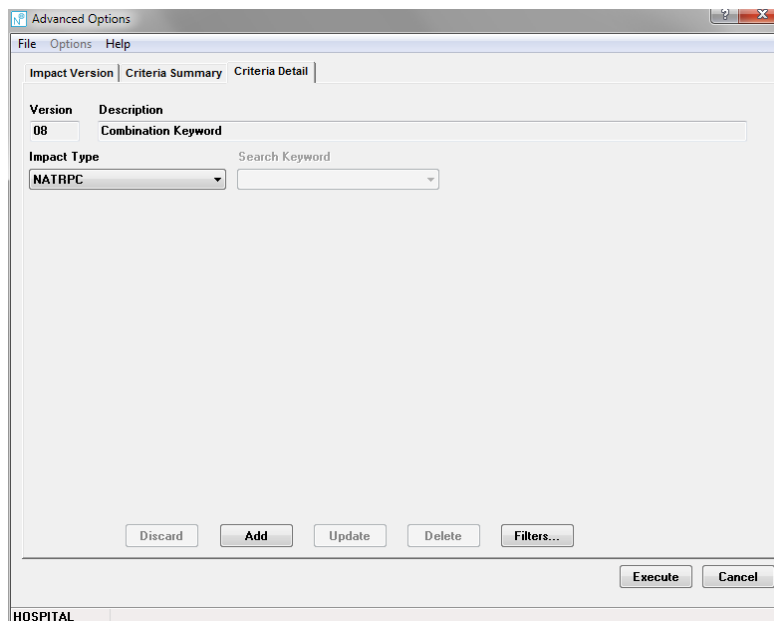 Advanced Options
File Options Help
Impact Version Criteria Summary Criteria Detail
Version Description
08 Combination Keyword
Impact Type Search Keyword
NATRPC
Discard Add Update Delete Filters...
Execute Cancel
HOSPITAL